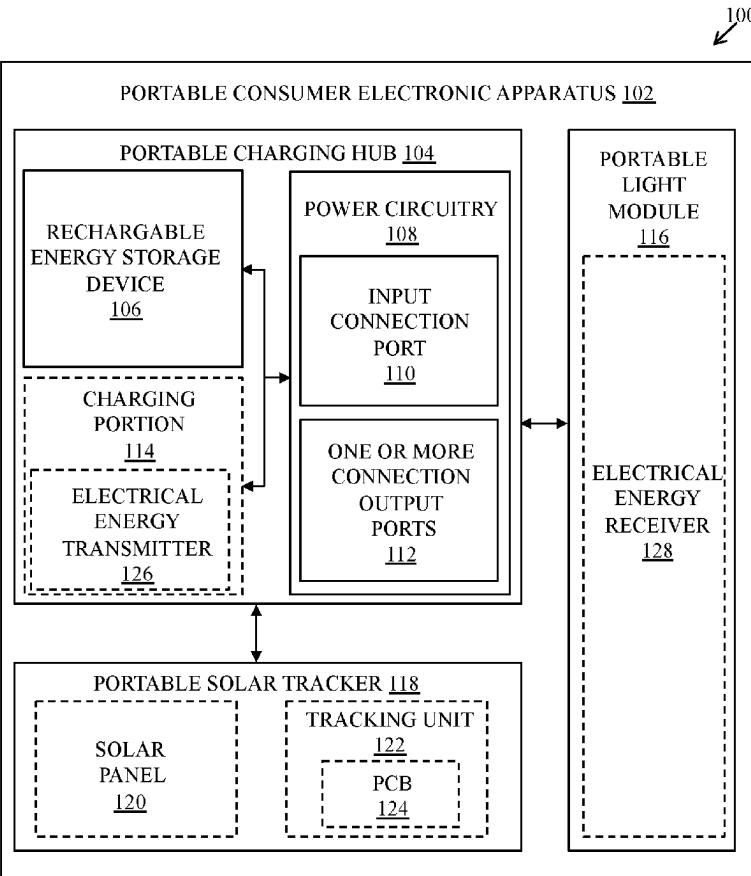 100
PORTABLE CONSUMER ELECTRONIC APPARATUS 102
PORTABLE CHARGING HUB 104
RECHARGABLE
ENERGY STORAGE
DEVICE
106
CHARGING
PORTION
114
ELECTRICAL
ENERGY
TRANSMITTER
126
POWER CIRCUITRY
108
INPUT
CONNECTION
PORT
110
ONE OR MORE
CONNECTION
OUTPUT
PORTS
112
PORTABLE
LIGHT
MODULE
116
ELECTRICAL
ENERGY
RECEIVER
128
PORTABLE SOLAR TRACKER 118
SOLAR
PANEL
120
TRACKING UNIT
122
PCB
124